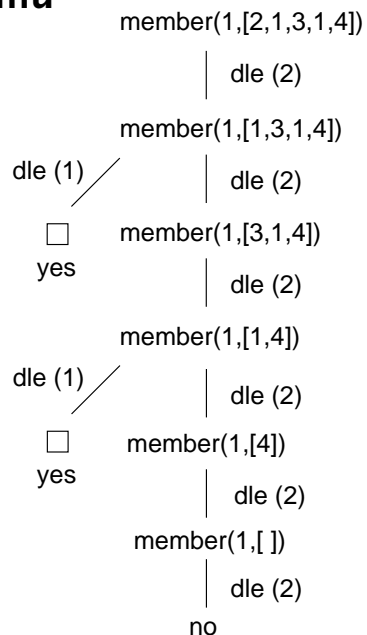 member(1,[2,1,3,1,4])
dle (2)
member(1,[1,3,1,4])
dle (1)
dle (2)
member(1,[3,1,4])
yes
dle (2)
member(1,[1,4])
dle (1)
dle (2)
member(1,[4])
yes
dle (2)
member(1,[ ])
dle (2)
no